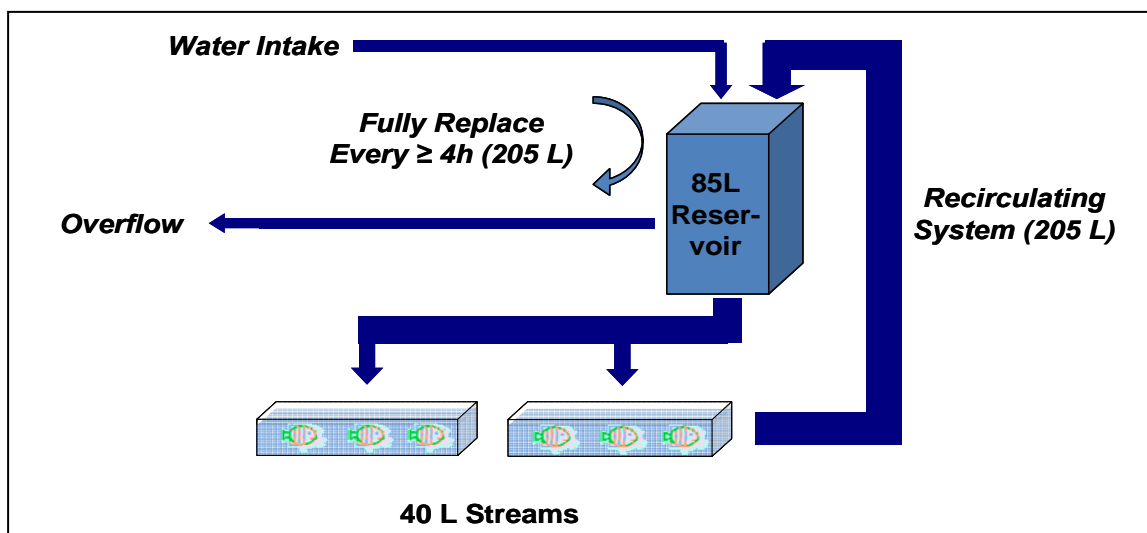 Water Intake
Fully Replace
Every ≥ 4h (205 L)
85L
Reser-
voir
Recirculating
System (205 L)
Overflow
40 L Streams